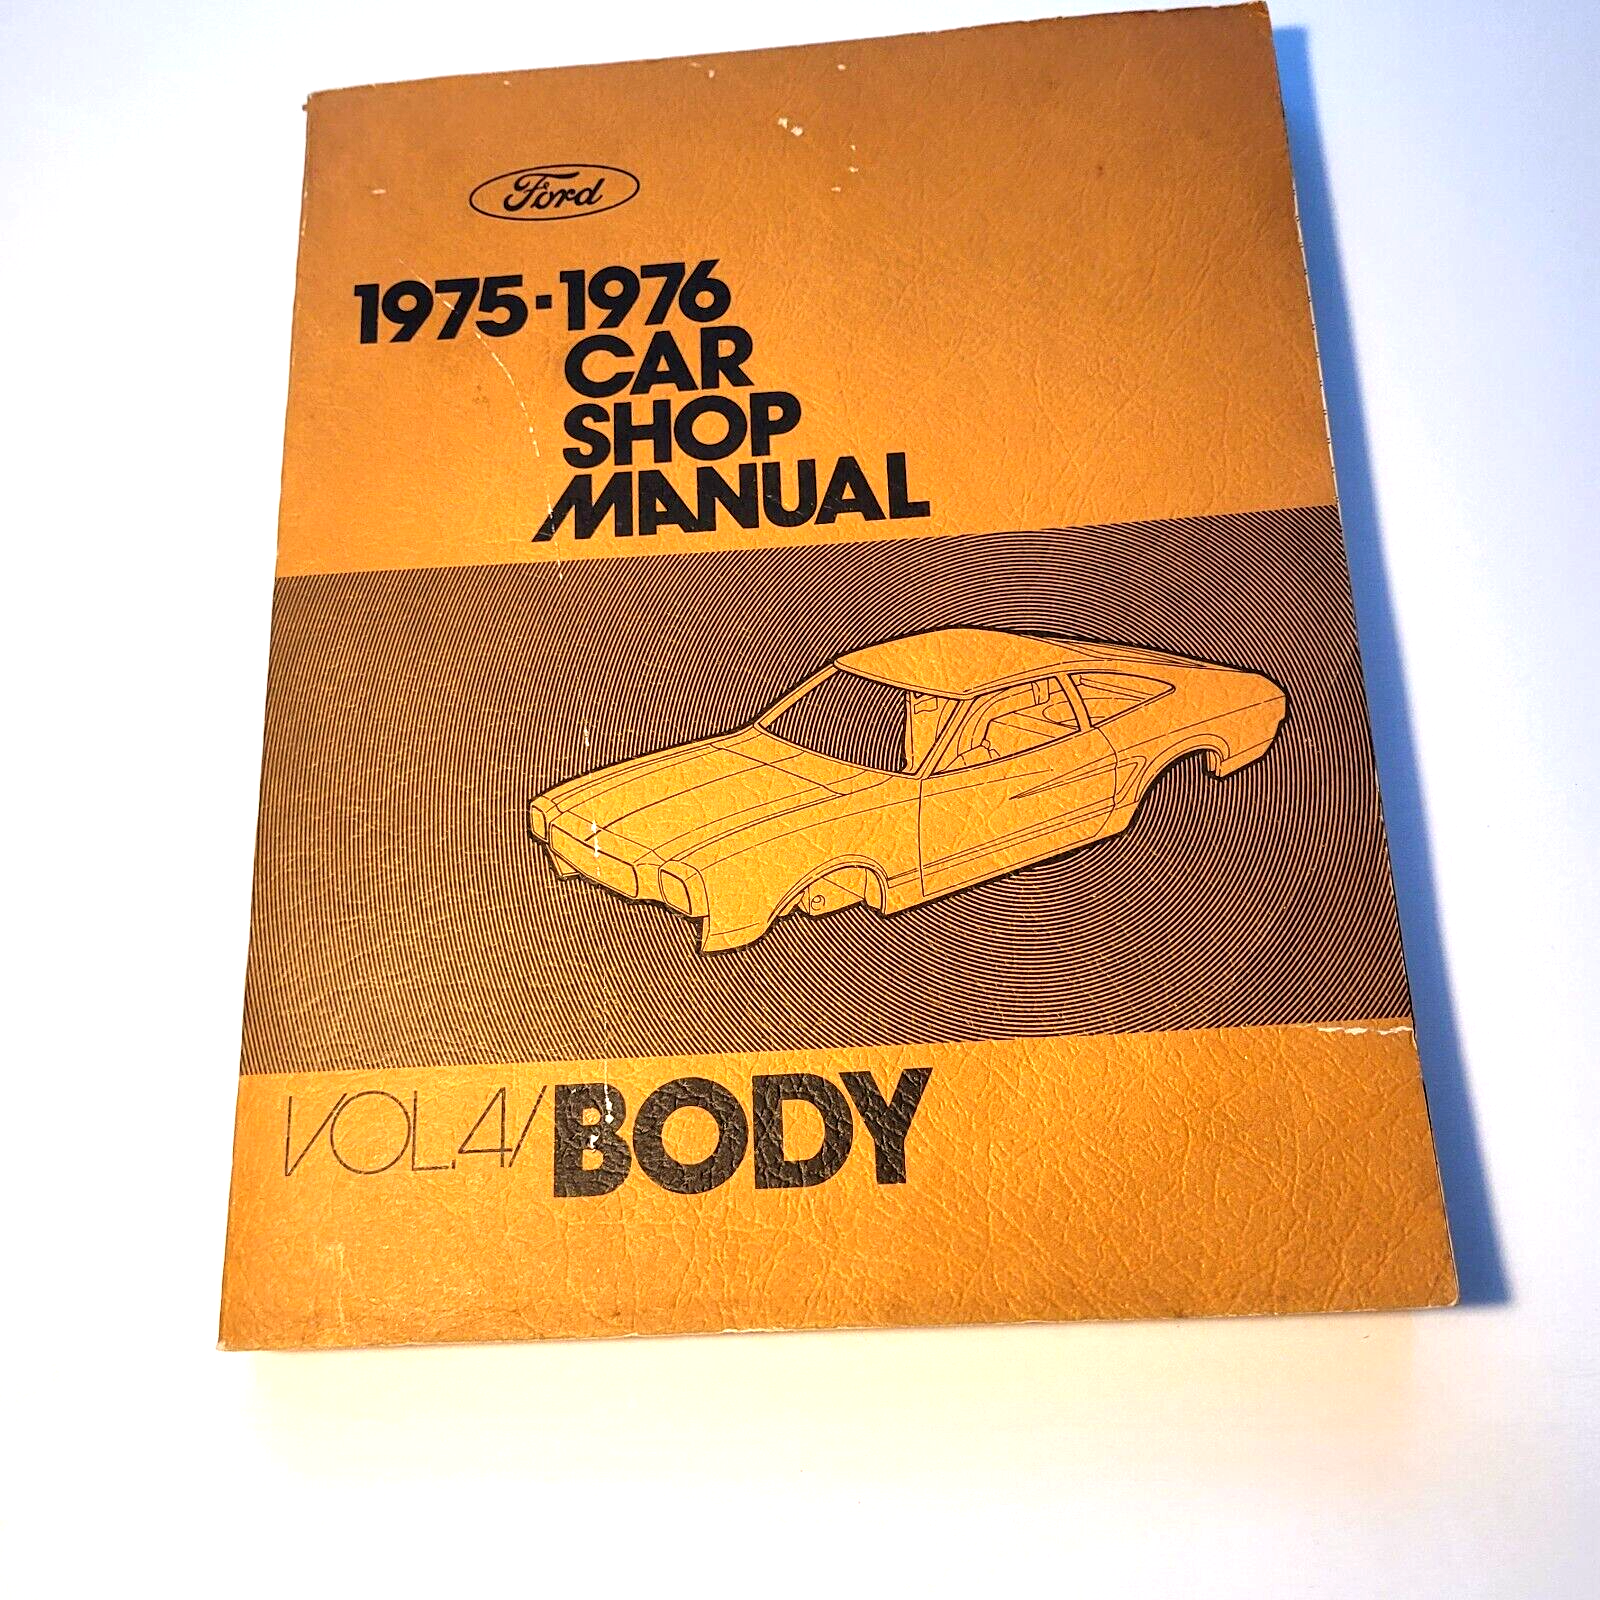 Ford
1975-1976
CAR
SHOP
MANUAL
VOL.4/BODY